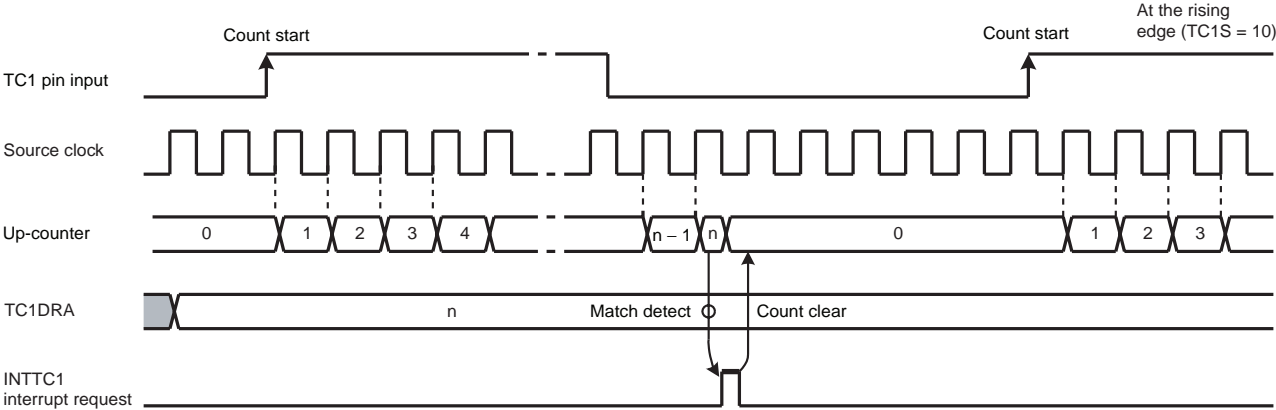 At the rising
edge (TC1S = 10)
Count start
Count start
TC1 pin input
Source clock
Up-counter
0
1
2
3
4
n – 1
n
0
1
2
3
TC1DRA
n
Match detect
Count clear
INTTC1
interrupt request